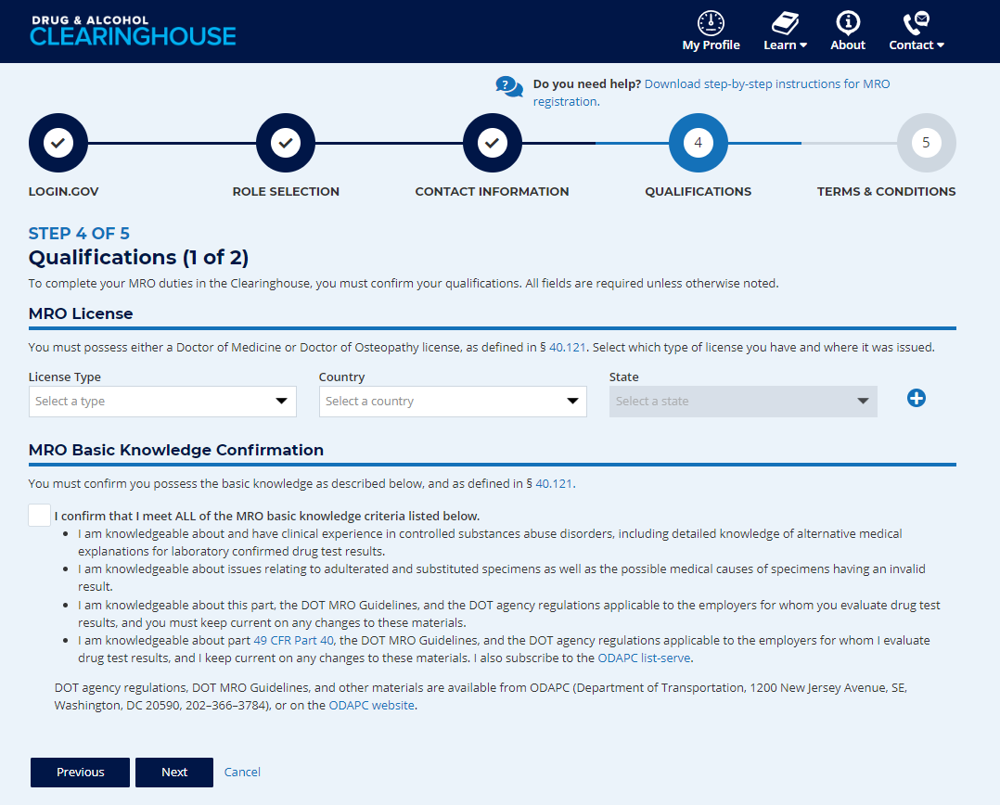 DRUG & ALCOHOL
CLEARINGHOUSE
My Profile
Learn
About
Contact
Do you need help? Download step-by-step instructions for MRO
registration.
4
5
LOGIN.GOV
ROLE SELECTION
CONTACT INFORMATION
QUALIFICATIONS
TERMS & CONDITIONS
STEP 4 OF 5
Qualifications (1 of 2)
To complete your MRO duties in the Clearinghouse, you must confirm your qualifications. All fields are required unless otherwise noted.
MRO License
You must possess either a Doctor of Medicine or Doctor of Osteopathy license, as defined in § 40.121. Select which type of license you have and where it was issued.
License Type
Country
State
Select a type
Select a country
Select a state
MRO Basic Knowledge Confirmation
You must confirm you possess the basic knowledge as described below, and as defined in § 40.121.
I confirm that I meet ALL of the MRO basic knowledge criteria listed below.
• I am knowledgeable about and have clinical experience in controlled substances abuse disorders, including detailed knowledge of alternative medical
explanations for laboratory confirmed drug test results.
• I am knowledgeable about issues relating to adulterated and substituted specimens as well as the possible medical causes of specimens having an invalid
result.
• I am knowledgeable about this part, the DOT MRO Guidelines, and the DOT agency regulations applicable to the employers for whom you evaluate drug test
results, and you must keep current on any changes to these materials.
• I am knowledgeable about part 49 CFR Part 40, the DOT MRO Guidelines, and the DOT agency regulations applicable to the employers for whom I evaluate
drug test results, and I keep current on any changes to these materials. I also subscribe to the ODAPC list-serve.
DOT agency regulations, DOT MRO Guidelines, and other materials are available from ODAPC (Department of Transportation, 1200 New Jersey Avenue, SE,
Washington, DC 20590, 202–366–3784), or on the ODAPC website.
Previous
Next
Cancel